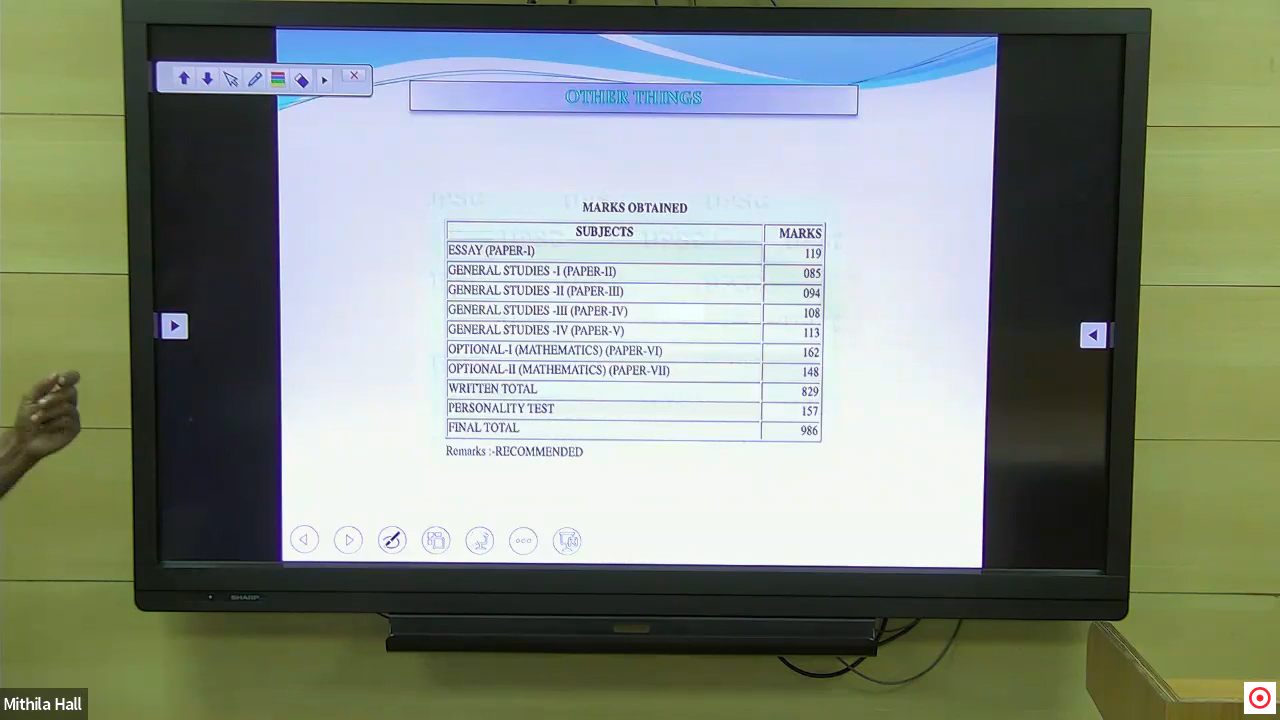 OTHER THINGS
UPSC
MARKS OBTAINED
SUBJECTS MARKS
ESSAY (PAPER-I) 119
GENERAL STUDIES -I (PAPER-II) 085
GENERAL STUDIES -II (PAPER-III) 094
GENERAL STUDIES -III (PAPER-IV) 108
GENERAL STUDIES -IV (PAPER-V) 113
OPTIONAL-I (MATHEMATICS) (PAPER-VI) 162
OPTIONAL-II (MATHEMATICS) (PAPER-VII) 148
WRITTEN TOTAL 829
PERSONALITY TEST 157
FINAL TOTAL 986
Remarks :-RECOMMENDED
SHARP
Mithila Hall